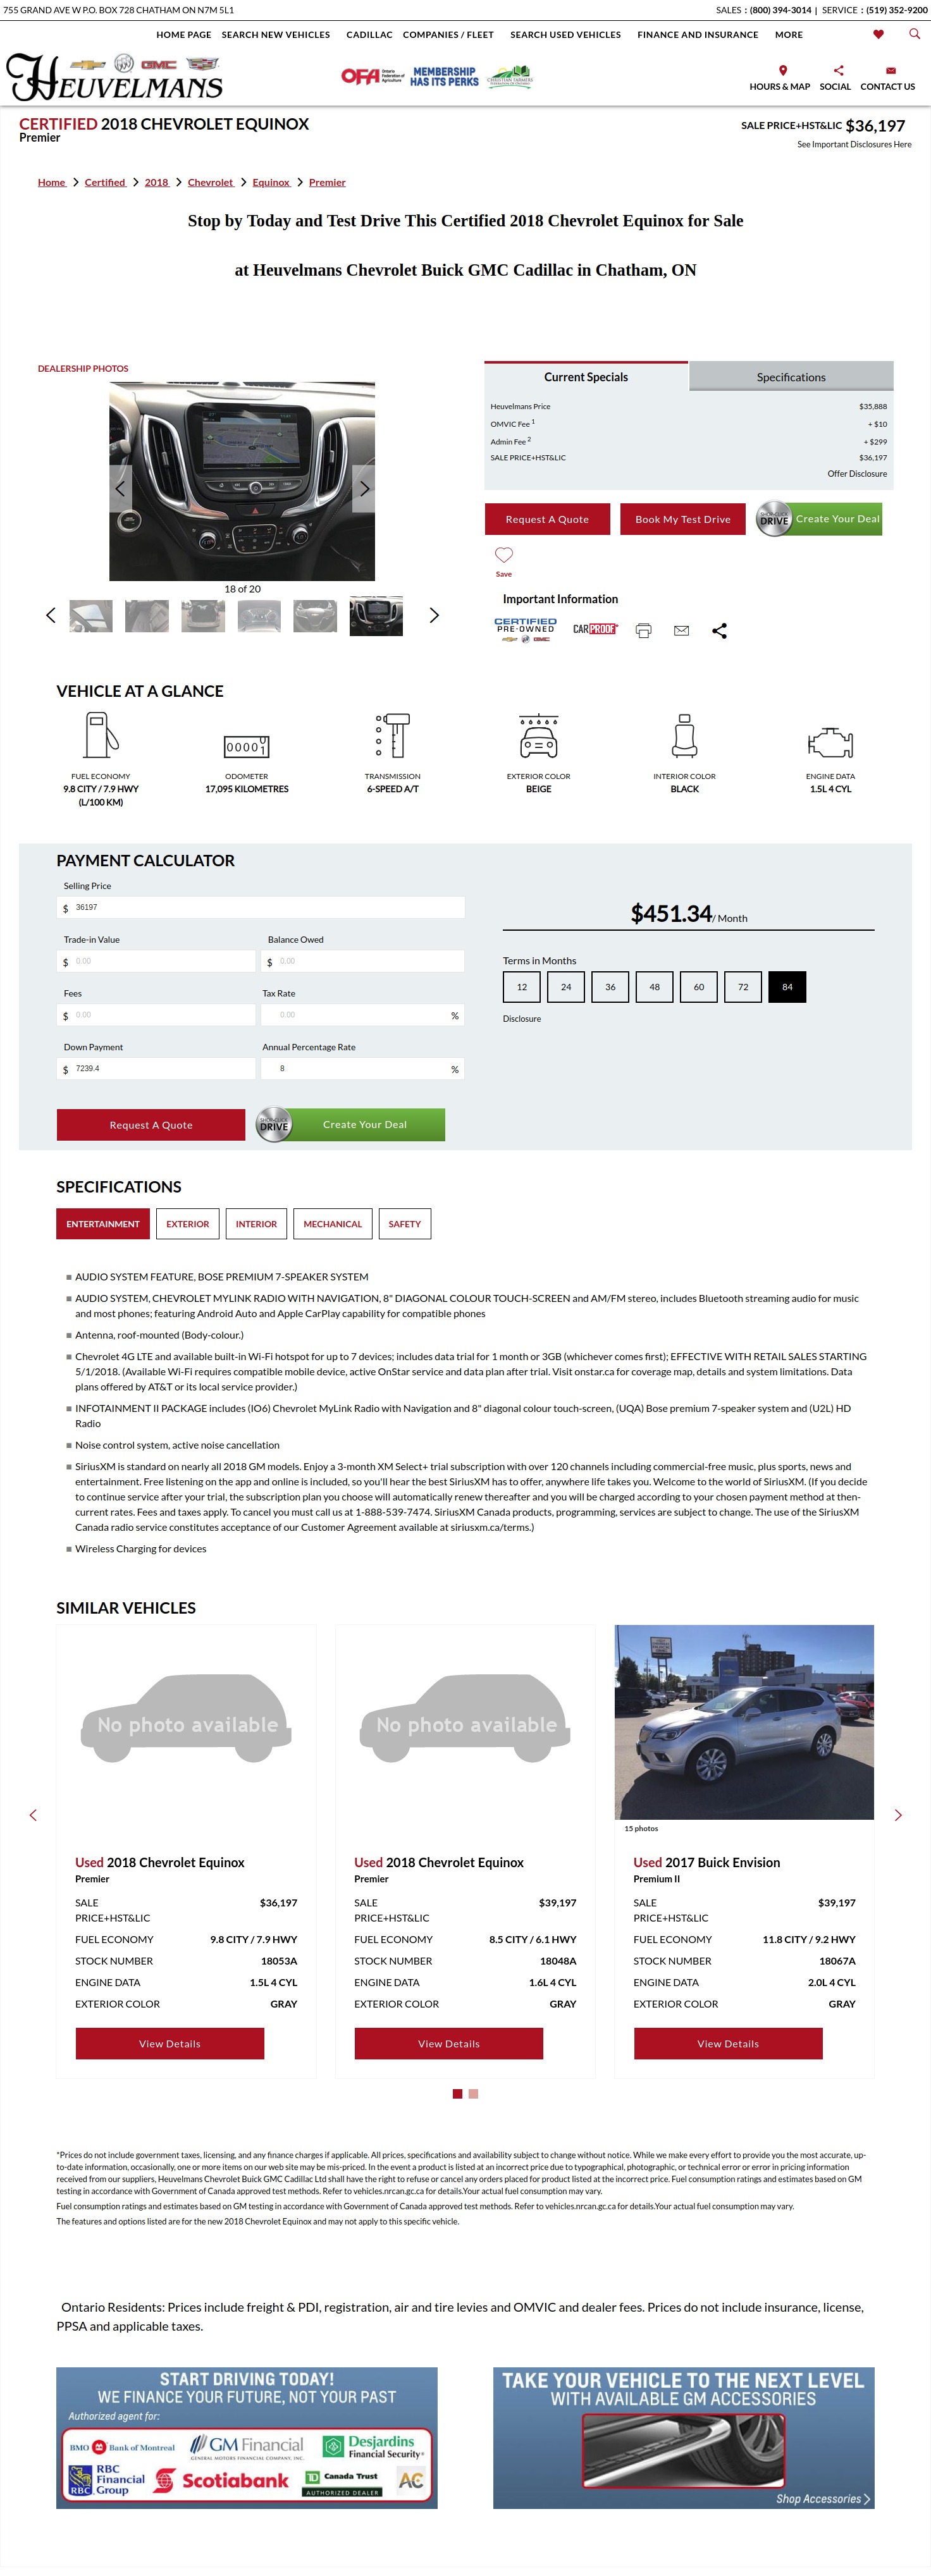 755 GRAND AVE W P.O. BOX 728 CHATHAM ON N7M 5L1
SALES : (800) 394-3014 | SERVICE : (519) 352-9200
HOME PAGE SEARCH NEW VEHICLES CADILLAC COMPANIES / FLEET SEARCH USED VEHICLES FINANCE AND INSURANCE MORE
HEUVELMANS
GMC
OFA Ontario Federation of Agriculture
MEMBERSHIP HAS ITS PERKS
CHRISTIAN FARMERS
HOURS & MAP SOCIAL CONTACT US
CERTIFIED 2018 CHEVROLET EQUINOX
Premier
SALE PRICE+HST&LIC $36,197
See Important Disclosures Here
Home Certified 2018 Chevrolet Equinox Premier
Stop by Today and Test Drive This Certified 2018 Chevrolet Equinox for Sale
at Heuvelmans Chevrolet Buick GMC Cadillac in Chatham, ON
DEALERSHIP PHOTOS
18 of 20
Current Specials Specifications
Heuvelmans Price $35,888
OMVIC Fee 1 + $10
Admin Fee 2 + $299
SALE PRICE+HST&LIC $36,197
Offer Disclosure
Request A Quote Book My Test Drive DRIVE Create Your Deal
Save
Important Information
CERTIFIED PRE-OWNED CARPROOF
VEHICLE AT A GLANCE
00001
FUEL ECONOMY ODOMETER TRANSMISSION EXTERIOR COLOR INTERIOR COLOR ENGINE DATA
9.8 CITY / 7.9 HWY 17,095 KILOMETRES 6-SPEED A/T BEIGE BLACK 1.5L 4 CYL
(L/100 KM)
PAYMENT CALCULATOR
Selling Price
$ 36197
Trade-in Value Balance Owed
$ 0.00 $ 0.00
Fees Tax Rate
$ 0.00 0.00 %
Down Payment Annual Percentage Rate
$ 7239.4 8 %
$451.34/ Month
Terms in Months
12 24 36 48 60 72 84
Disclosure
Request A Quote DRIVE Create Your Deal
SPECIFICATIONS
ENTERTAINMENT EXTERIOR INTERIOR MECHANICAL SAFETY
AUDIO SYSTEM FEATURE, BOSE PREMIUM 7-SPEAKER SYSTEM
AUDIO SYSTEM, CHEVROLET MYLINK RADIO WITH NAVIGATION, 8" DIAGONAL COLOUR TOUCH-SCREEN and AM/FM stereo, includes Bluetooth streaming audio for music
and most phones; featuring Android Auto and Apple CarPlay capability for compatible phones
Antenna, roof-mounted (Body-colour.)
Chevrolet 4G LTE and available built-in Wi-Fi hotspot for up to 7 devices; includes data trial for 1 month or 3GB (whichever comes first); EFFECTIVE WITH RETAIL SALES STARTING
5/1/2018. (Available Wi-Fi requires compatible mobile device, active OnStar service and data plan after trial. Visit onstar.ca for coverage map, details and system limitations. Data
plans offered by AT&T or its local service provider.)
INFOTAINMENT II PACKAGE includes (IO6) Chevrolet MyLink Radio with Navigation and 8" diagonal colour touch-screen, (UQA) Bose premium 7-speaker system and (U2L) HD
Radio
Noise control system, active noise cancellation
SiriusXM is standard on nearly all 2018 GM models. Enjoy a 3-month XM Select+ trial subscription with over 120 channels including commercial-free music, plus sports, news and
entertainment. Free listening on the app and online is included, so you'll hear the best SiriusXM has to offer, anywhere life takes you. Welcome to the world of SiriusXM. (If you decide
to continue service after your trial, the subscription plan you choose will automatically renew thereafter and you will be charged according to your chosen payment method at then-
current rates. Fees and taxes apply. To cancel you must call us at 1-888-539-7474. SiriusXM Canada products, programming, services are subject to change. The use of the SiriusXM
Canada radio service constitutes acceptance of our Customer Agreement available at siriusxm.ca/terms.)
Wireless Charging for devices
SIMILAR VEHICLES
No photo available
No photo available
15 photos
Used 2018 Chevrolet Equinox
Premier
SALE PRICE+HST&LIC $36,197
FUEL ECONOMY 9.8 CITY / 7.9 HWY
STOCK NUMBER 18053A
ENGINE DATA 1.5L 4 CYL
EXTERIOR COLOR GRAY
View Details
Used 2018 Chevrolet Equinox
Premier
SALE PRICE+HST&LIC $39,197
FUEL ECONOMY 8.5 CITY / 6.1 HWY
STOCK NUMBER 18048A
ENGINE DATA 1.6L 4 CYL
EXTERIOR COLOR GRAY
View Details
Used 2017 Buick Envision
Premium II
SALE PRICE+HST&LIC $39,197
FUEL ECONOMY 11.8 CITY / 9.2 HWY
STOCK NUMBER 18067A
ENGINE DATA 2.0L 4 CYL
EXTERIOR COLOR GRAY
View Details
*Prices do not include government taxes, licensing, and any finance charges if applicable. All prices, specifications and availability subject to change without notice. While we make every effort to provide you the most accurate, up-
to-date information, occasionally, one or more items on our web site may be mis-priced. In the event a product is listed at an incorrect price due to typographical, photographic, or technical error or error in pricing information
received from our suppliers, Heuvelmans Chevrolet Buick GMC Cadillac Ltd shall have the right to refuse or cancel any orders placed for product listed at the incorrect price. Fuel consumption ratings and estimates based on GM
testing in accordance with Government of Canada approved test methods. Refer to vehicles.nrcan.gc.ca for details.Your actual fuel consumption may vary.
Fuel consumption ratings and estimates based on GM testing in accordance with Government of Canada approved test methods. Refer to vehicles.nrcan.gc.ca for details.Your actual fuel consumption may vary.
The features and options listed are for the new 2018 Chevrolet Equinox and may not apply to this specific vehicle.
Ontario Residents: Prices include freight & PDI, registration, air and tire levies and OMVIC and dealer fees. Prices do not include insurance, license,
PPSA and applicable taxes.
START DRIVING TODAY!
WE FINANCE YOUR FUTURE, NOT YOUR PAST
Authorized agent for:
BMO Bank of Montreal
GM Financial
GENERAL MOTORS FINANCIAL COMPANY, INC.
Desjardins Financial Security
RBC RBC Financial Group
Scotiabank
TD Canada Trust
AUTHORIZED DEALER
AC
TAKE YOUR VEHICLE TO THE NEXT LEVEL
WITH AVAILABLE GM ACCESSORIES
Shop Accessories